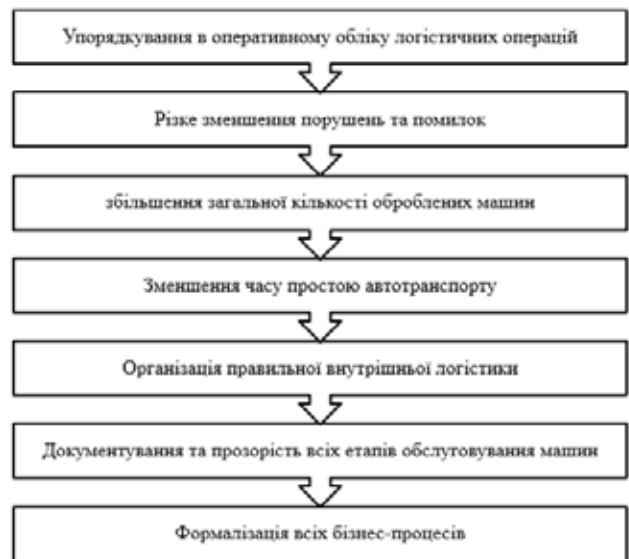 Упорядкування в оперативному обліку логістичних операцій
Різке зменшення порушень та помилок
збільшення загальної кількості оброблених машин
Зменшення часу простою автотранспорту
Організація правильної внутрішньої логістики
Документування та прозорість всіх етапів обслуговування машин
Формалізація всіх бізнес-процесів